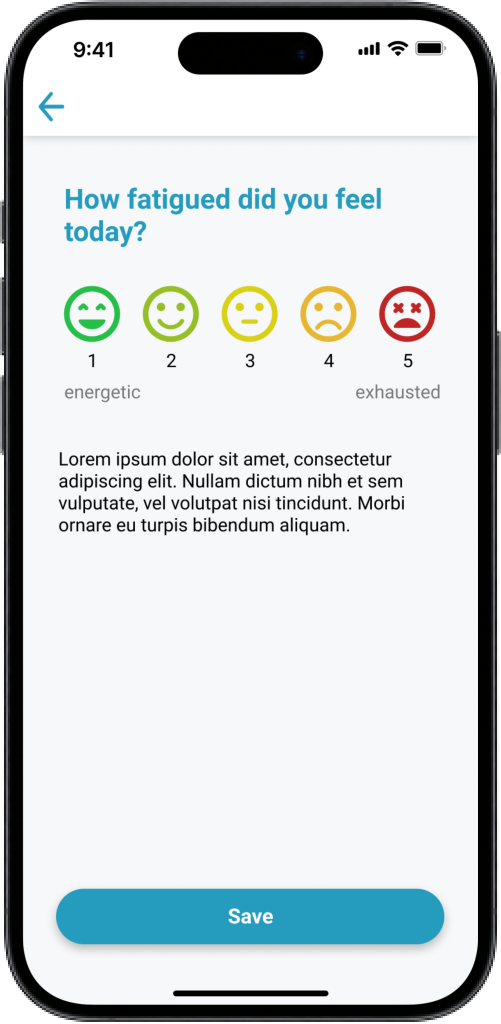 9:41
How fatigued did you feel
today?
1 2 3 4 5
energetic exhausted
Lorem ipsum dolor sit amet, consectetur
adipiscing elit. Nullam dictum nibh et sem
vulputate, vel volutpat nisi tincidunt. Morbi
ornare eu turpis bibendum aliquam.
Save